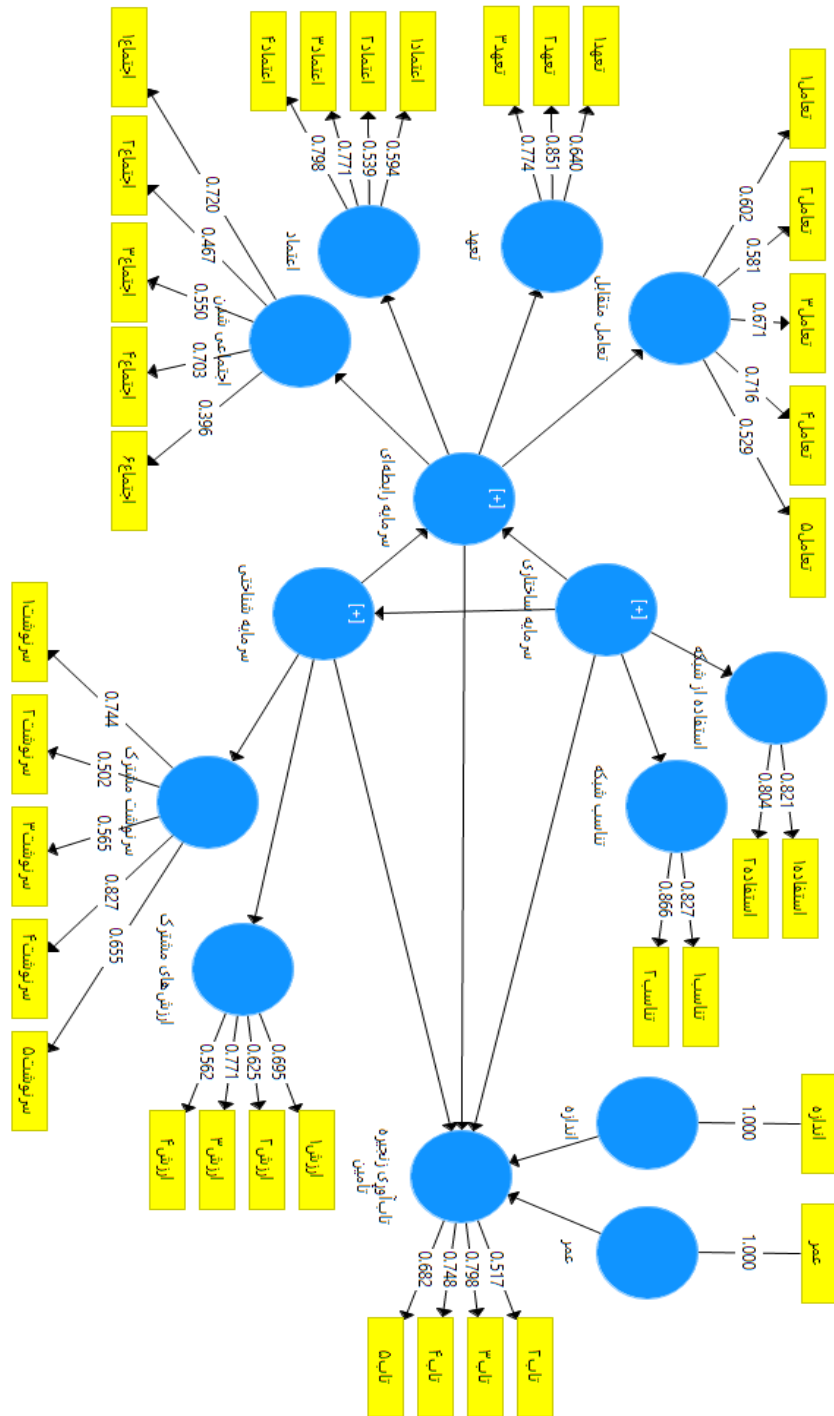 تعامل۱
تعامل۲
تعامل۳
تعامل۴
تعامل۵
0.602
0.581
0.671
0.716
0.529
تعامل متقابل
تعهد۱
تعهد۲
تعهد۳
0.640
0.851
0.774
تعهد
اعتماد۱
اعتماد۲
اعتماد۳
اعتماد۴
0.594
0.539
0.771
0.798
اعتماد
اجتماع۱
اجتماع۲
اجتماع۳
اجتماع۴
اجتماع۶
0.720
0.467
0.550
0.703
0.396
اجتماعی شدن
[+]
سرمایه رابطه‌ای
[+]
سرمایه ساختاری
[+]
سرمایه شناختی
استفاده از شبکه
0.821
0.804
استفاده۱
استفاده۲
تناسب شبکه
0.827
0.866
تناسب۱
تناسب۲
سرنوشت۱
سرنوشت۲
سرنوشت۳
سرنوشت۴
سرنوشت۵
0.744
0.502
0.565
0.827
0.655
سرنوشت مشترک
ارزش‌های مشترک
0.695
0.625
0.771
0.562
ارزش۱
ارزش۲
ارزش۳
ارزش۴
اندازه
1.000
اندازه
عمر
1.000
عمر
تاب‌آوری زنجیره
تأمین
0.517
0.798
0.748
0.682
تاب۲
تاب۳
تاب۴
تاب۵